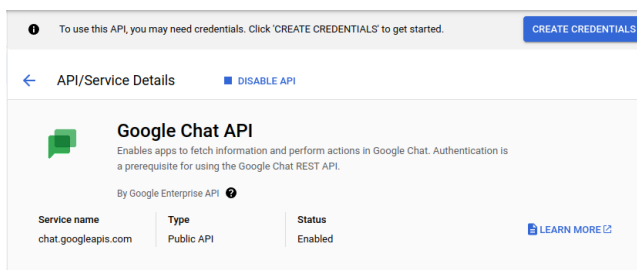 To use this API, you may need credentials. Click 'CREATE CREDENTIALS' to get started.
CREATE CREDENTIALS
API/Service Details
DISABLE API
Google Chat API
Enables apps to fetch information and perform actions in Google Chat. Authentication is
a prerequisite for using the Google Chat REST API.
By Google Enterprise API
Service name
Type
Status
chat.googleapis.com
Public API
Enabled
LEARN MORE